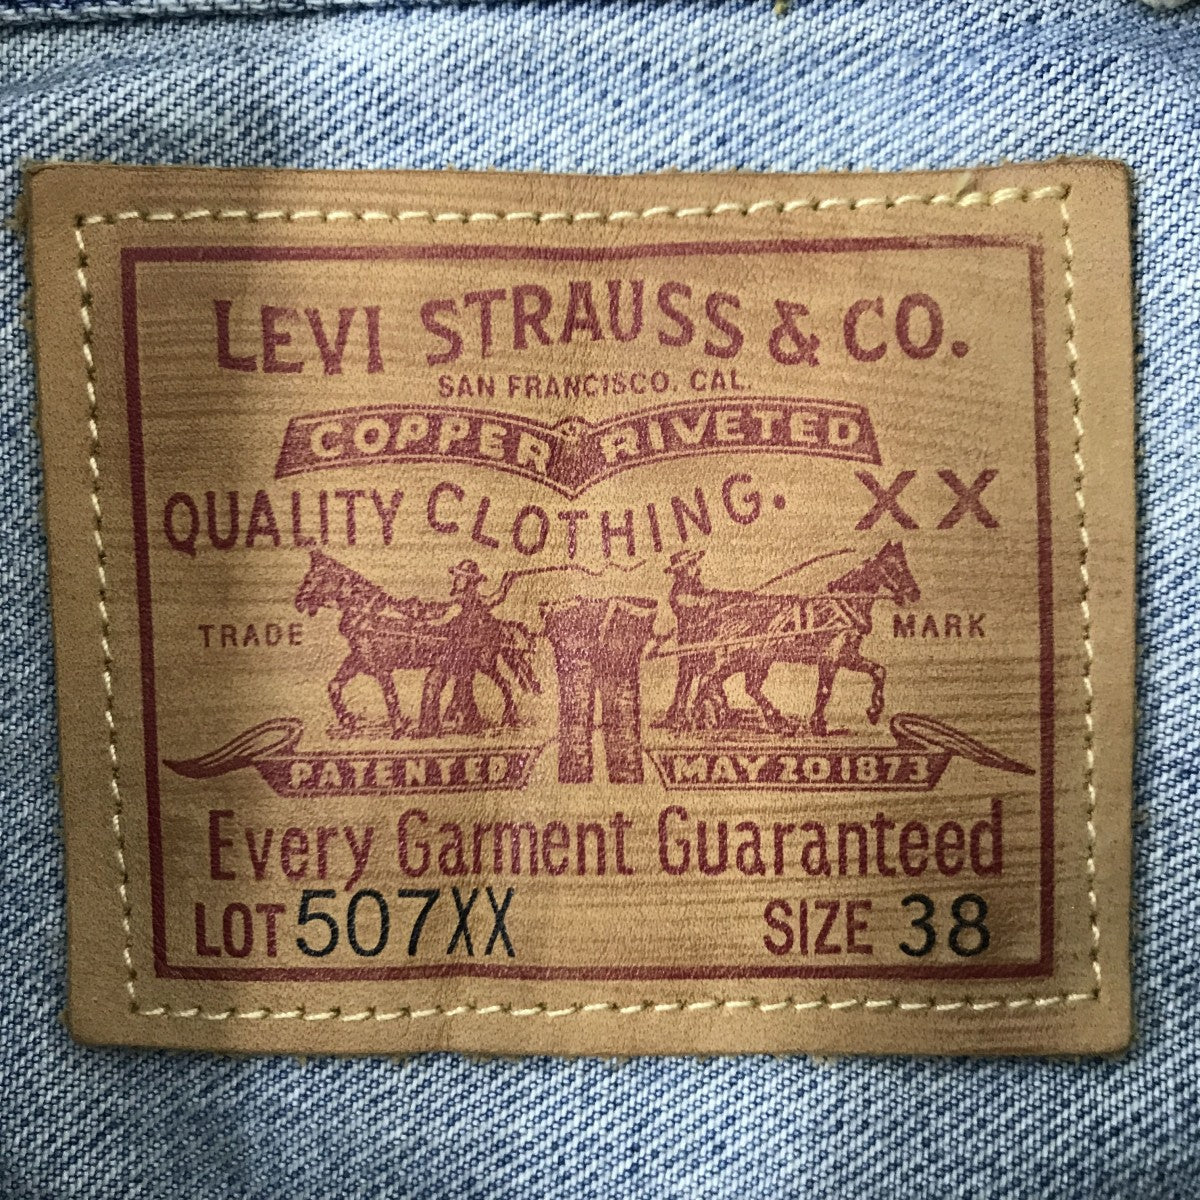 LEVI STRAUSS & CO.
SAN FRANCISCO. CAL.
COPPER RIVETED
QUALITY CLOTHING. XX
TRADE MARK
PATENTED MAY 20 1873
Every Garment Guaranteed
LOT 507XX SIZE 38